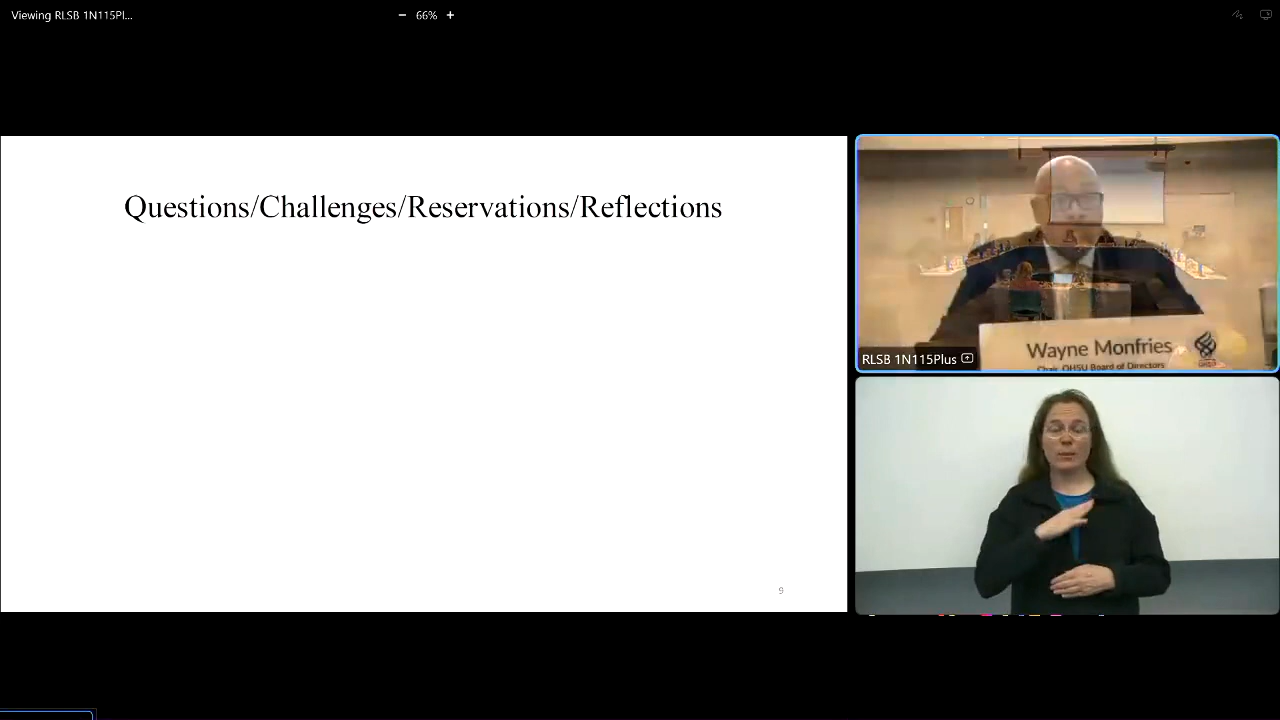 Viewing RLSB 1N115Pl...
66%
Questions/Challenges/Reservations/Reflections
9
Wayne Monfries
Chair, OHSU Board of Directors
RLSB 1N115Plus